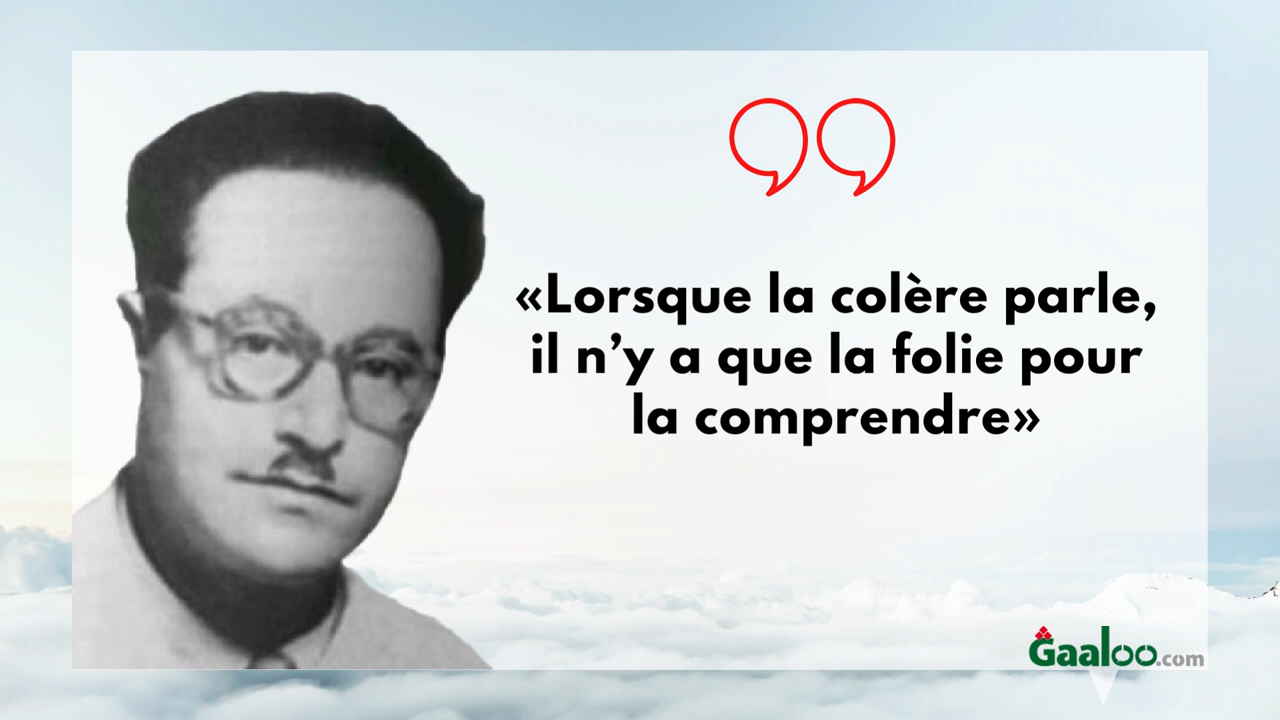 «Lorsque la colère parle,
il n’y a que la folie pour
la comprendre»
Gaaloo.com